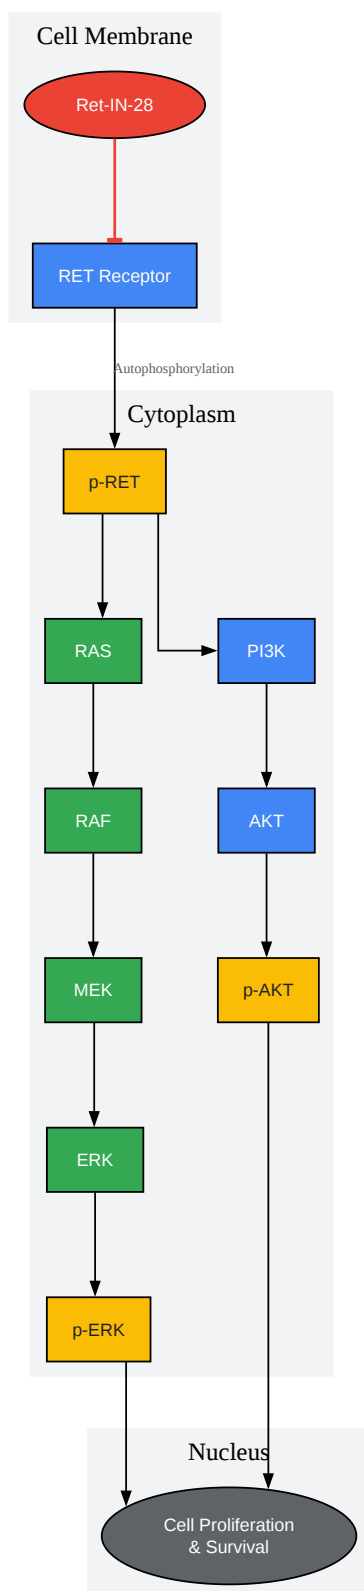 Cell Membrane
Ret-IN-28
RET Receptor
Autophosphorylation
Cytoplasm
p-RET
RAS
PI3K
RAF
AKT
MEK
p-AKT
ERK
p-ERK
Nucleus
Cell Proliferation
& Survival